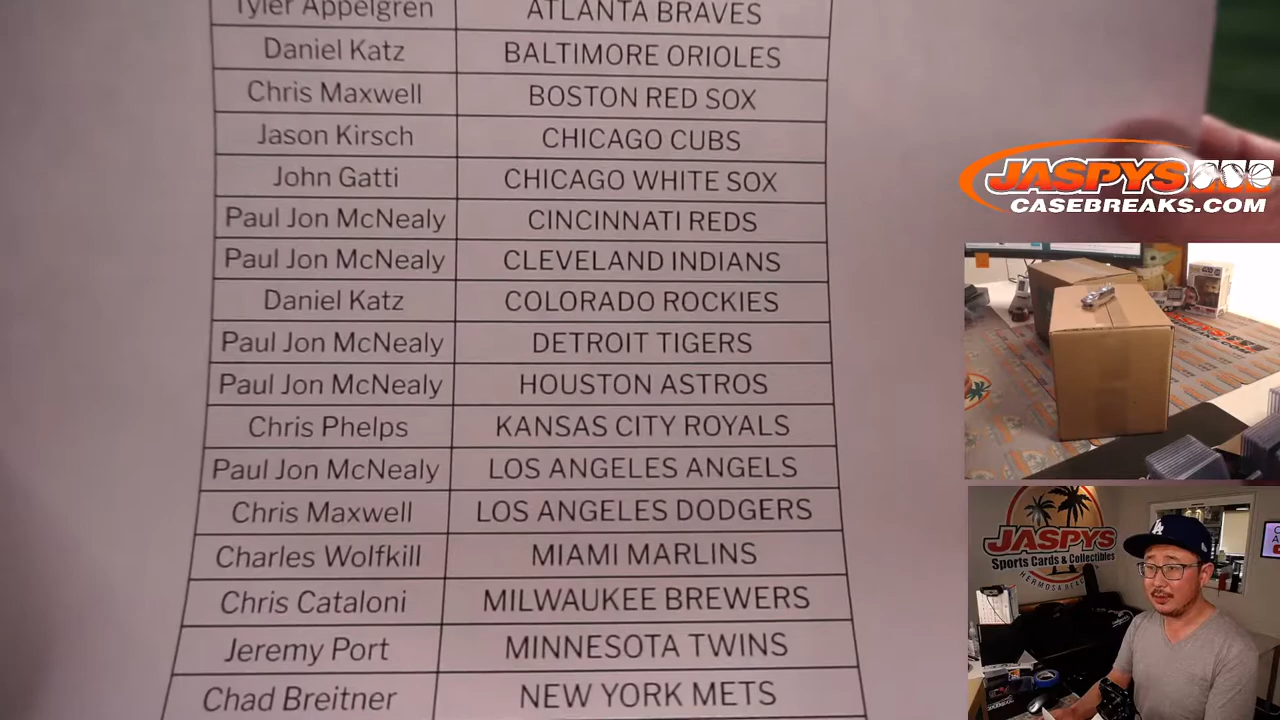 Tyler Appelgren ATLANTA BRAVES
Daniel Katz BALTIMORE ORIOLES
Chris Maxwell BOSTON RED SOX
Jason Kirsch CHICAGO CUBS
John Gatti CHICAGO WHITE SOX
Paul Jon McNealy CINCINNATI REDS
Paul Jon McNealy CLEVELAND INDIANS
Daniel Katz COLORADO ROCKIES
Paul Jon McNealy DETROIT TIGERS
Paul Jon McNealy HOUSTON ASTROS
Chris Phelps KANSAS CITY ROYALS
Paul Jon McNealy LOS ANGELES ANGELS
Chris Maxwell LOS ANGELES DODGERS
Charles Wolfkill MIAMI MARLINS
Chris Cataloni MILWAUKEE BREWERS
Jeremy Port MINNESOTA TWINS
Chad Breitner NEW YORK METS
JASPYS
CASEBREAKS.COM
JASPYS
Sports Cards & Collectibles
HERMOSA BEACH
LA